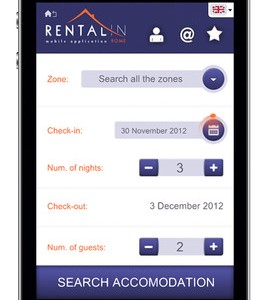 RENTALIN
mobile application ROME
@
Zone: Search all the zones
Check-in: 30 November 2012
Num. of nights: - 3 +
Check-out: 3 December 2012
Num. of guests: - 2 +
SEARCH ACCOMODATION